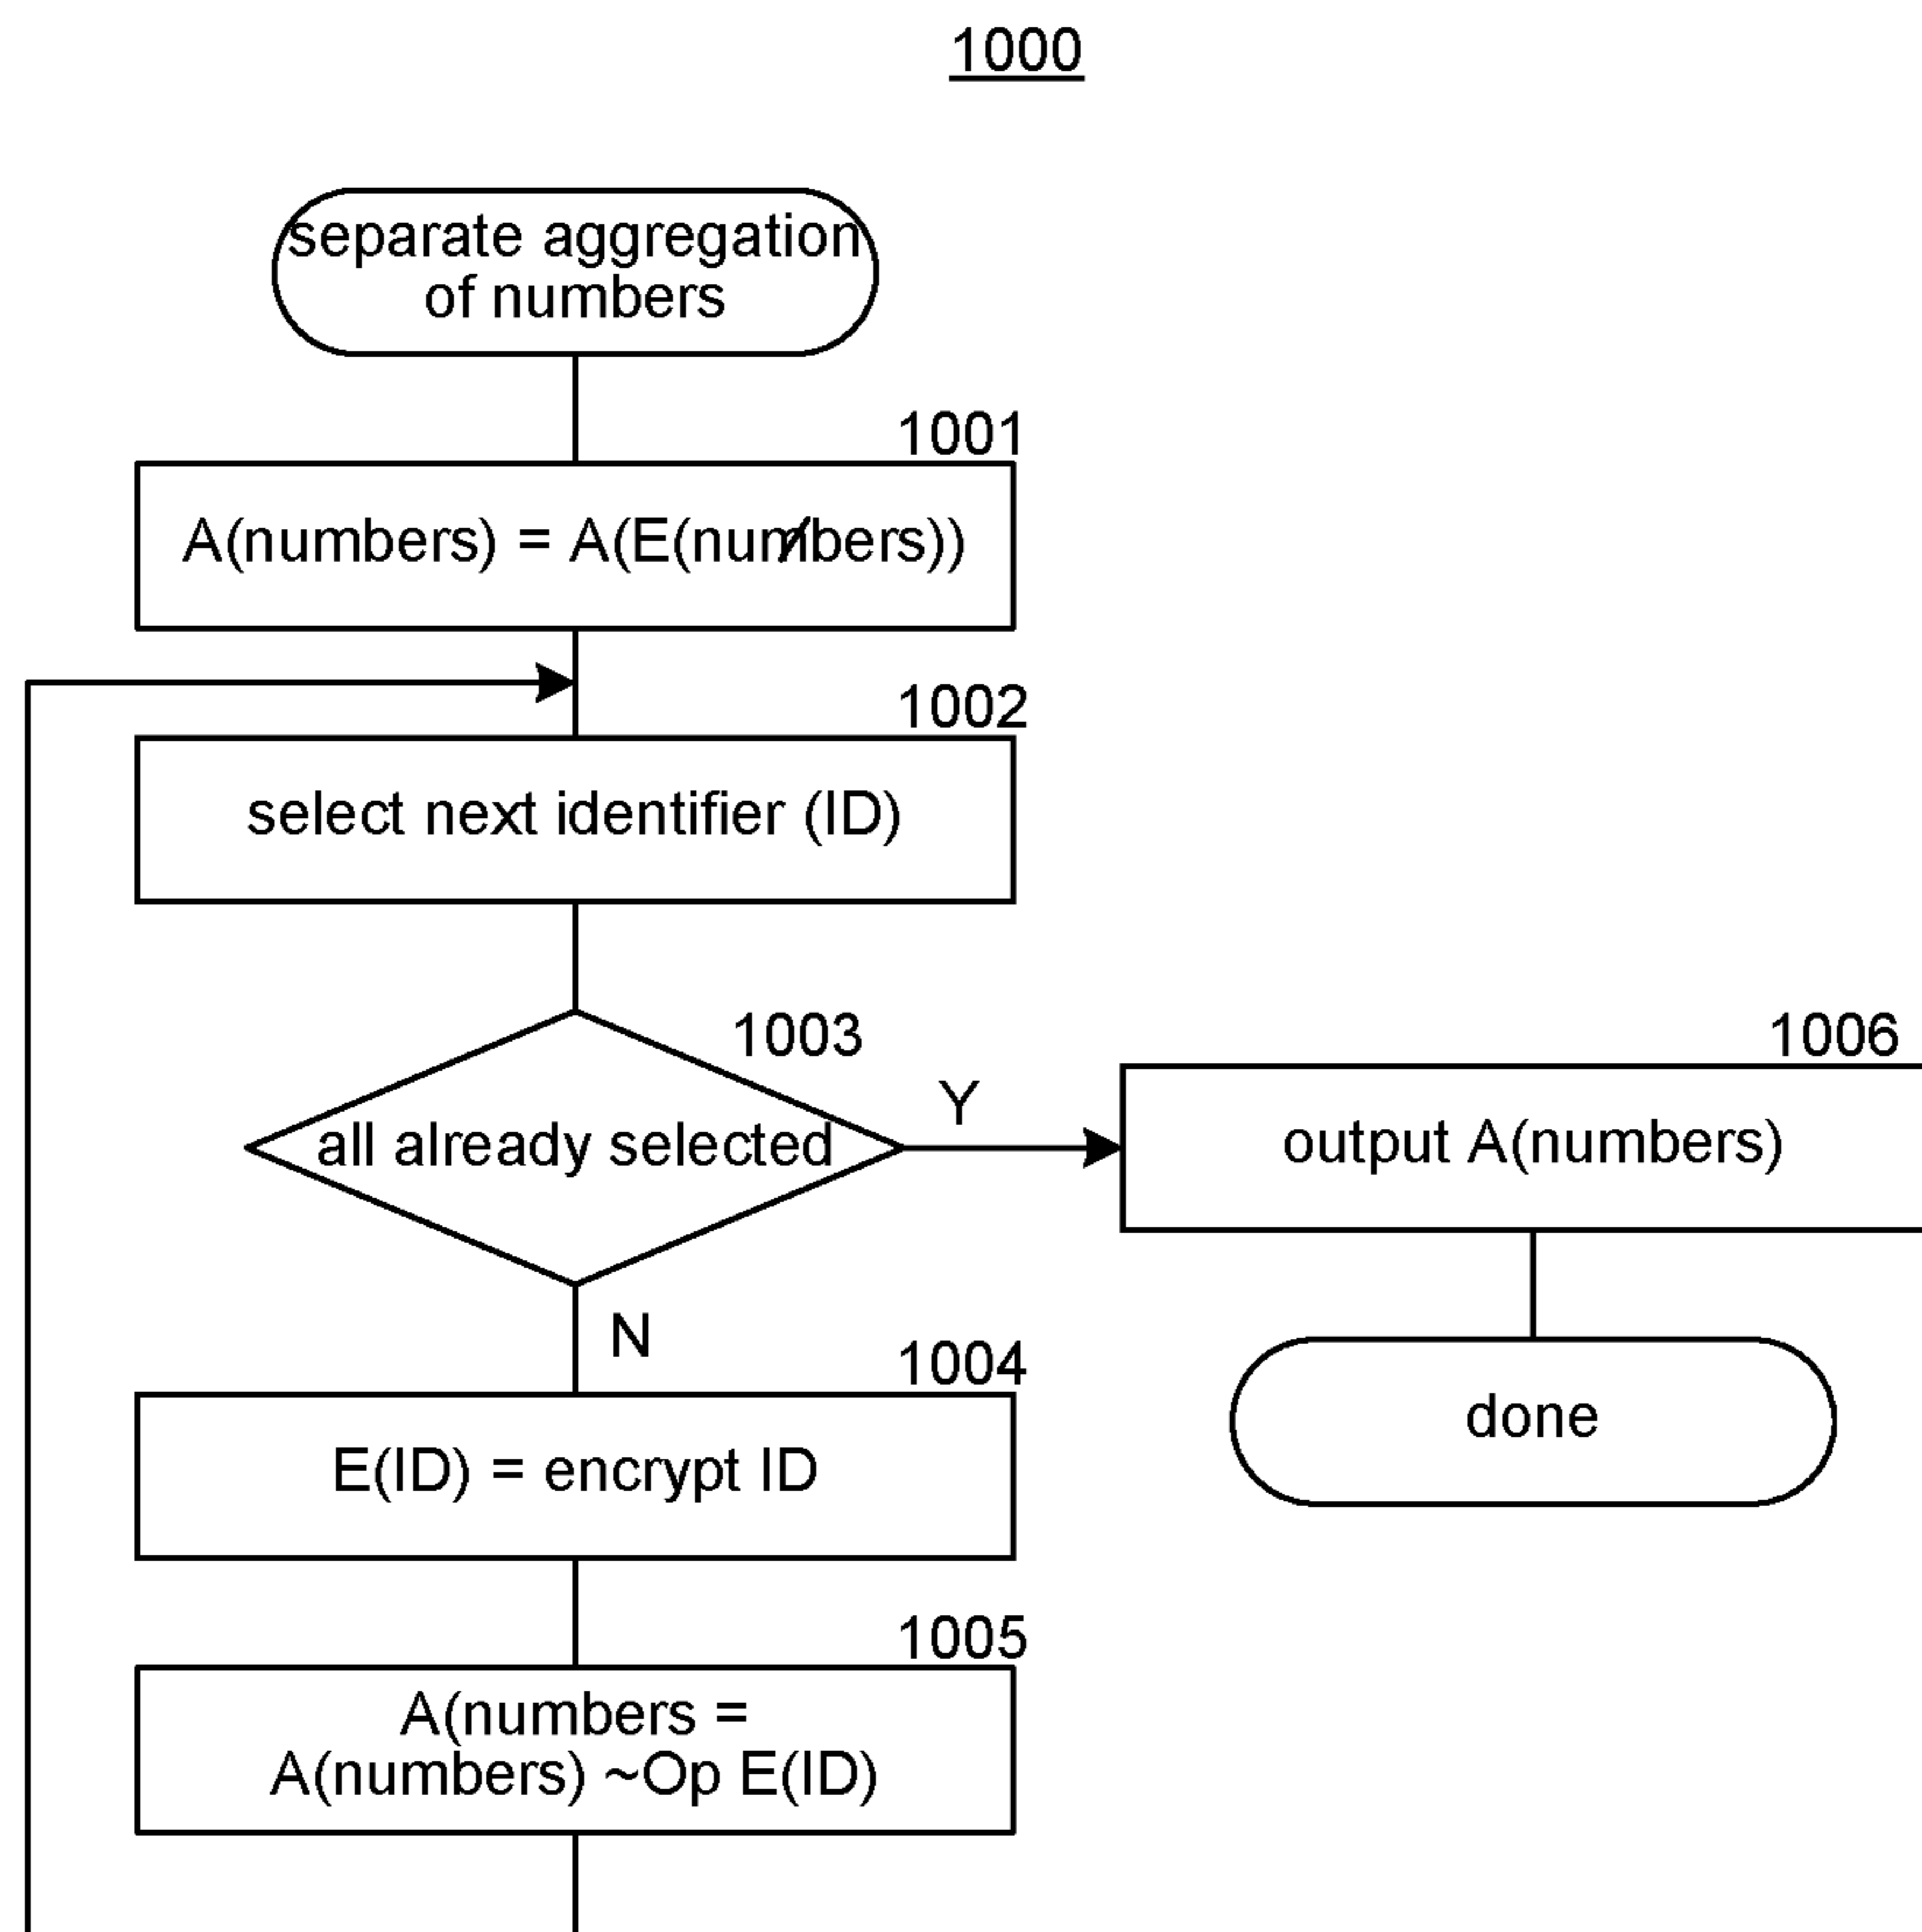 1000
separate aggregation
of numbers
1001
A(numbers) = A(E(numbers))
1002
select next identifier (ID)
1003
all already selected
Y
1006
output A(numbers)
done
N
1004
E(ID) = encrypt ID
1005
A(numbers =
A(numbers) ~Op E(ID)